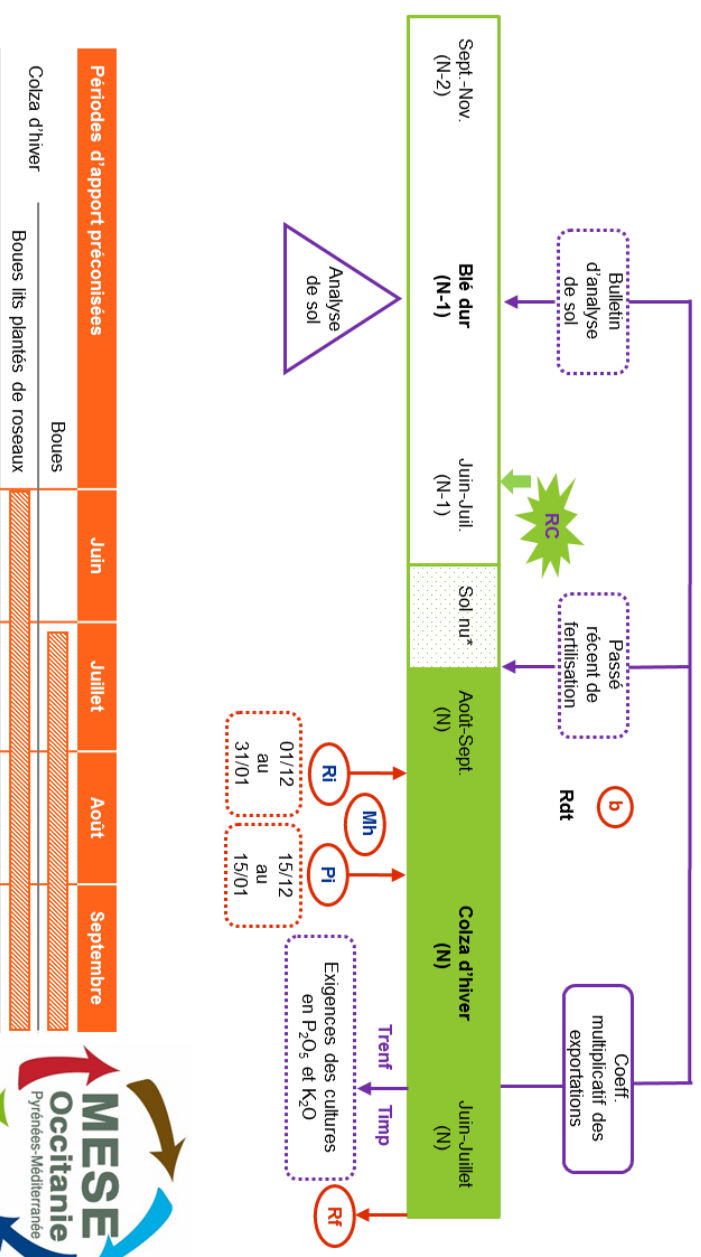 Bulletin
d'analyse
de sol
Passé
récent de
fertilisation
b
Rdt
Coeff.
multiplicatif des
exportations
RC
Sept.-Nov.
(N-2)
Blé dur
(N-1)
Juin-Juil.
(N-1)
Sol nu*
Août-Sept.
(N)
Colza d'hiver
(N)
Juin-Juillet
(N)
Analyse
de sol
Ri
Mh
Pi
01/12
au
31/01
15/12
au
15/01
Trenf
Timp
Exigences des cultures
en P₂O₅ et K₂O
Rf
Périodes d'apport préconisées
Juin
Juillet
Août
Septembre
Colza d'hiver
Boues
Boues lits plantés de roseaux
MESE
Occitanie
Pyrénées-Méditerranée